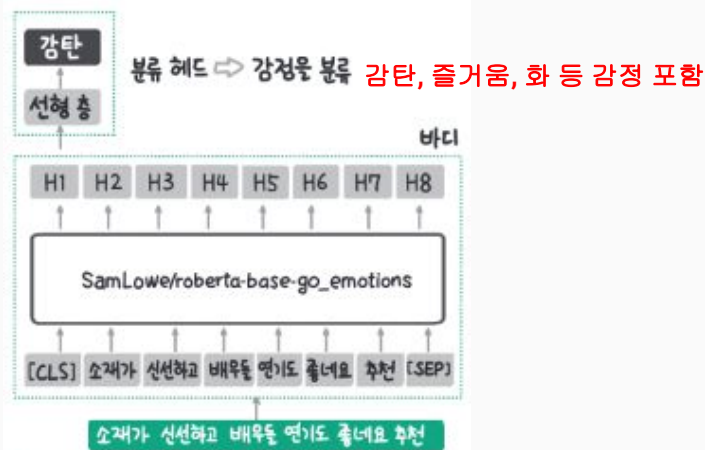 감탄
분류 헤드 ⇨ 감정을 분류 감탄, 즐거움, 화 등 감정 포함
선형 층
바디
H1 H2 H3 H4 H5 H6 H7 H8
SamLowe/roberta-base-go_emotions
[CLS] 소재가 신선하고 배우들 연기도 좋네요 추천 [SEP]
소재가 신선하고 배우들 연기도 좋네요 추천